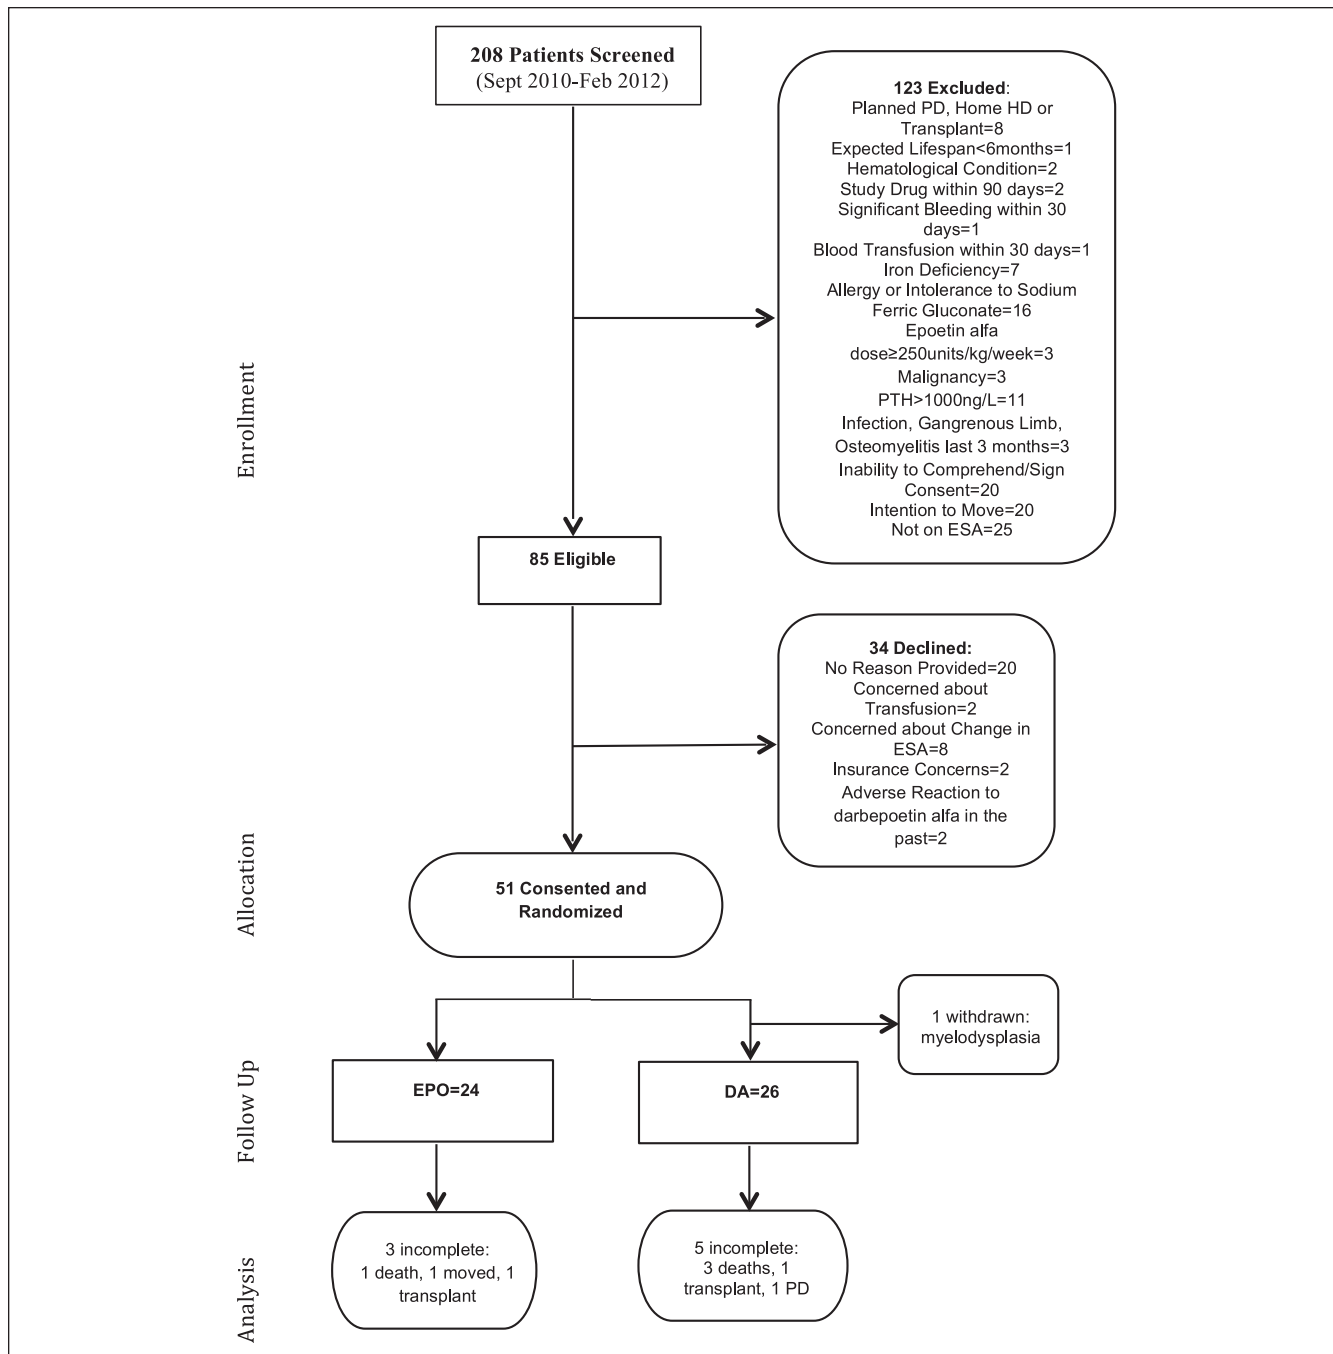 208 Patients Screened
(Sept 2010-Feb 2012)
123 Excluded:
Planned PD, Home HD or
Transplant=8
Expected Lifespan<6months=1
Hematological Condition=2
Study Drug within 90 days=2
Significant Bleeding within 30
days=1
Blood Transfusion within 30 days=1
Iron Deficiency=7
Allergy or Intolerance to Sodium
Ferric Gluconate=16
Epoetin alfa
dose≥250units/kg/week=3
Malignancy=3
PTH>1000ng/L=11
Infection, Gangrenous Limb,
Osteomyelitis last 3 months=3
Inability to Comprehend/Sign
Consent=20
Intention to Move=20
Not on ESA=25
Enrollment
85 Eligible
34 Declined:
No Reason Provided=20
Concerned about
Transfusion=2
Concerned about Change in
ESA=8
Insurance Concerns=2
Adverse Reaction to
darbepoetin alfa in the
past=2
Allocation
51 Consented and
Randomized
1 withdrawn:
myelodysplasia
Follow Up
EPO=24
DA=26
Analysis
3 incomplete:
1 death, 1 moved, 1
transplant
5 incomplete:
3 deaths, 1
transplant, 1 PD